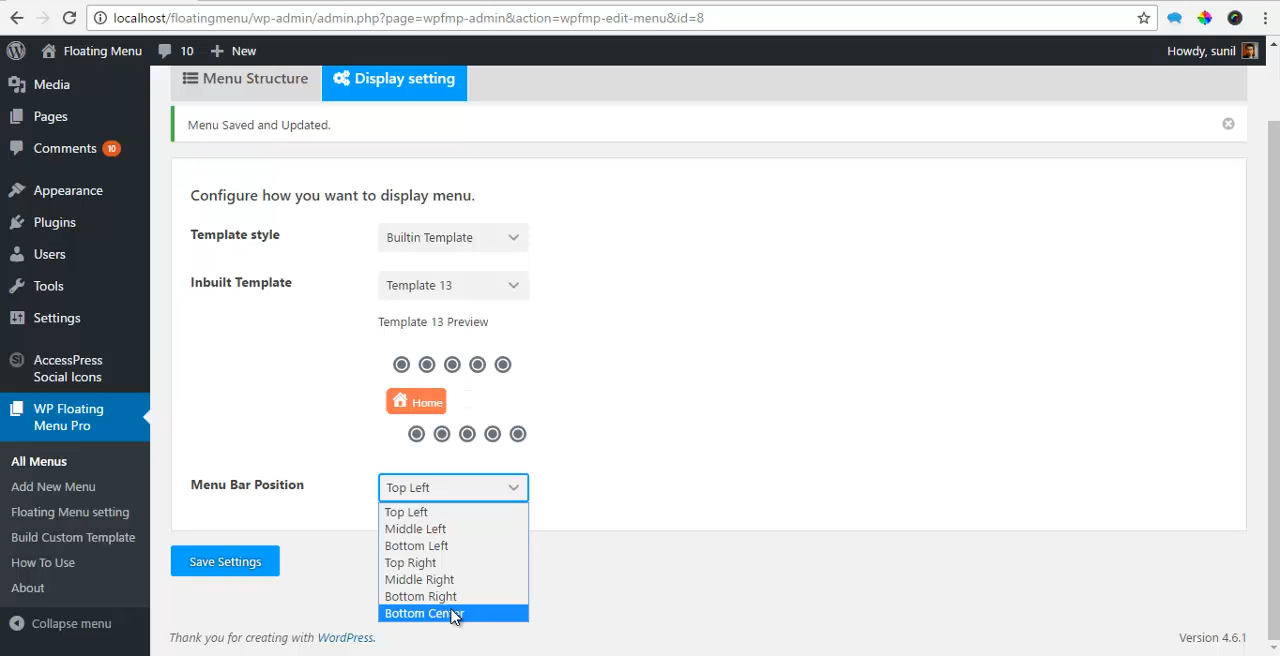 localhost/floatingmenu/wp-admin/admin.php?page=wpfmp-admin&action=wpfmp-edit-menu&id=8
Floating Menu 10 New Howdy, sunil
Media
Pages
Comments 10
Appearance
Plugins
Users
Tools
Settings
AccessPress
Social Icons
WP Floating
Menu Pro
All Menus
Add New Menu
Floating Menu setting
Build Custom Template
How To Use
About
Collapse menu
Menu Structure Display setting
Menu Saved and Updated.
Configure how you want to display menu.
Template style Builtin Template
Inbuilt Template Template 13
Template 13 Preview
Home
Menu Bar Position Top Left
Top Left
Middle Left
Bottom Left
Top Right
Middle Right
Bottom Right
Bottom Center
Save Settings
Thank you for creating with WordPress. Version 4.6.1